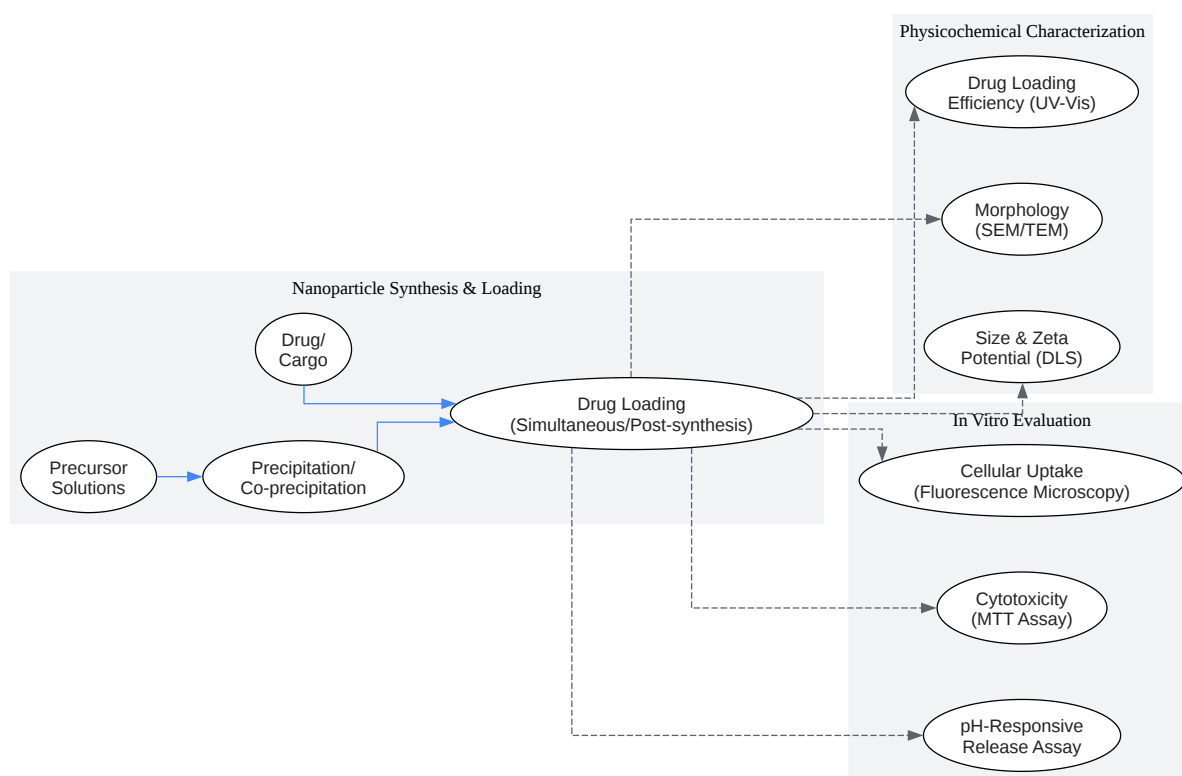 Physicochemical Characterization
Drug Loading
Efficiency (UV-Vis)
Morphology
(SEM/TEM)
Size & Zeta
Potential (DLS)
Nanoparticle Synthesis & Loading
Drug/
Cargo
Drug Loading
(Simultaneous/Post-synthesis)
Precursor
Solutions
Precipitation/
Co-precipitation
In Vitro Evaluation
Cellular Uptake
(Fluorescence Microscopy)
Cytotoxicity
(MTT Assay)
pH-Responsive
Release Assay